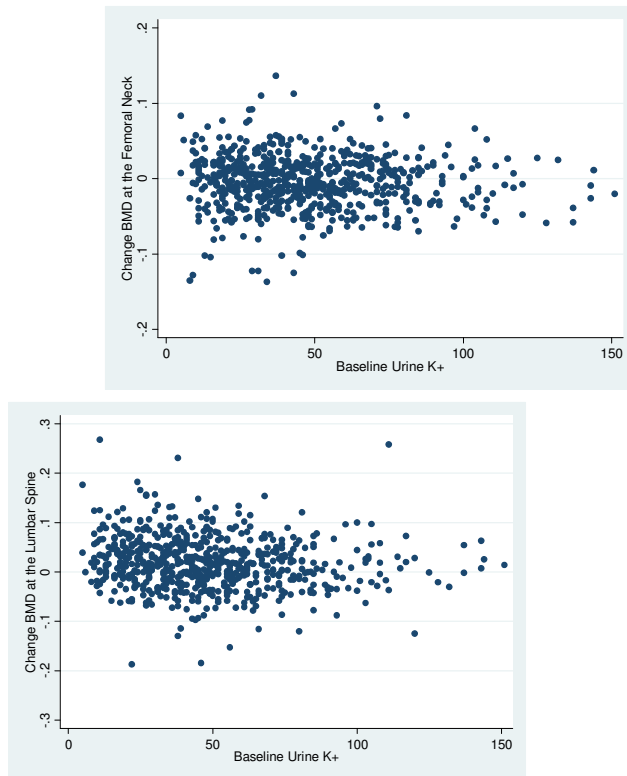 .2
.1
0
-.1
-.2
Change BMD at the Femoral Neck
0 50 100 150
Baseline Urine K+
.3
.2
.1
0
-.1
-.2
-.3
Change BMD at the Lumbar Spine
0 50 100 150
Baseline Urine K+